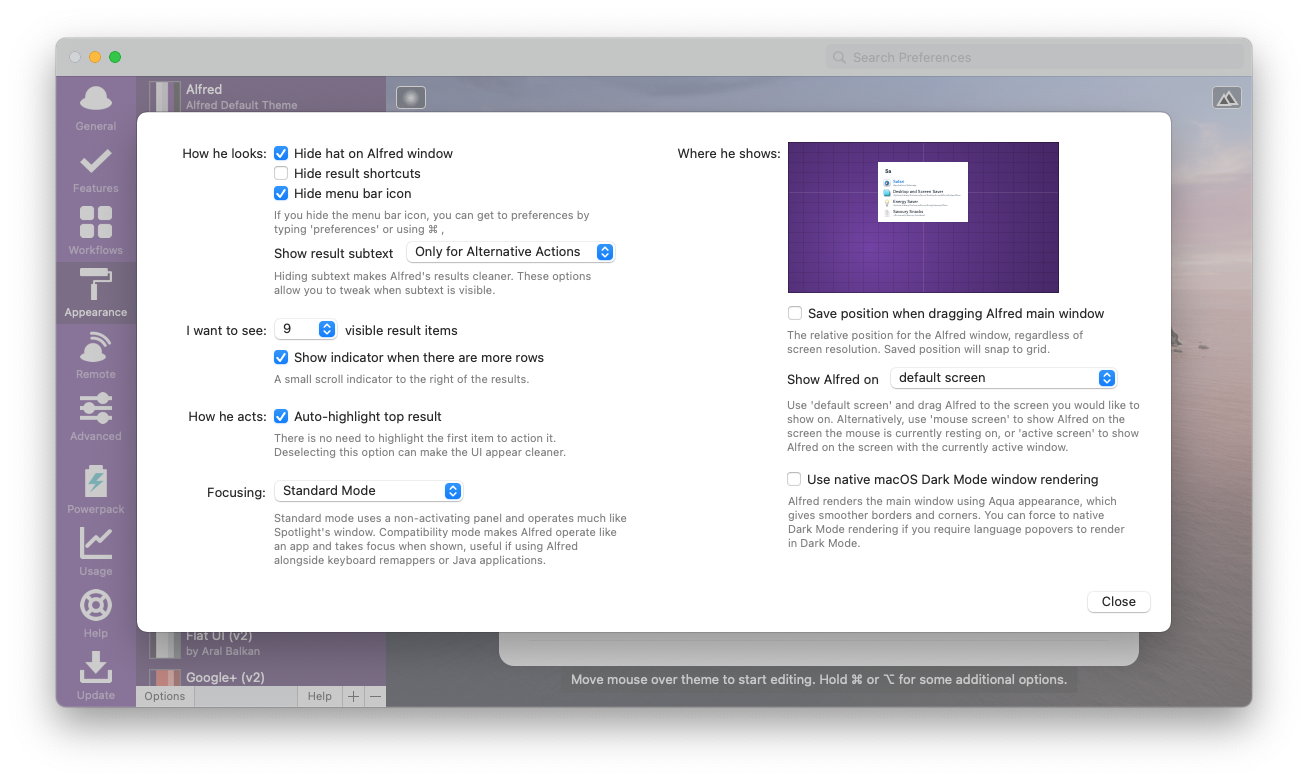 Search Preferences
General
Features
Workflows
Appearance
Remote
Advanced
Powerpack
Usage
Help
Update
Alfred
Alfred Default Theme
How he looks:
Hide hat on Alfred window
Hide result shortcuts
Hide menu bar icon
If you hide the menu bar icon, you can get to preferences by
typing 'preferences' or using ⌘ ,
Show result subtext
Only for Alternative Actions
Hiding subtext makes Alfred's results cleaner. These options
allow you to tweak when subtext is visible.
I want to see:
9
visible result items
Show indicator when there are more rows
A small scroll indicator to the right of the results.
How he acts:
Auto-highlight top result
There is no need to highlight the first item to action it.
Deselecting this option can make the UI appear cleaner.
Focusing:
Standard Mode
Standard mode uses a non-activating panel and operates much like
Spotlight's window. Compatibility mode makes Alfred operate like
an app and takes focus when shown, useful if using Alfred
alongside keyboard remappers or Java applications.
Where he shows:
Sa
Safari
Desktop and Screen Saver
Energy Saver
Savoury Snacks
Save position when dragging Alfred main window
The relative position for the Alfred window, regardless of
screen resolution. Saved position will snap to grid.
Show Alfred on
default screen
Use 'default screen' and drag Alfred to the screen you would like to
show on. Alternatively, use 'mouse screen' to show Alfred on the
screen the mouse is currently resting on, or 'active screen' to show
Alfred on the screen with the currently active window.
Use native macOS Dark Mode window rendering
Alfred renders the main window using Aqua appearance, which
gives smoother borders and corners. You can force to native
Dark Mode rendering if you require language popovers to render
in Dark Mode.
Close
Flat UI (v2)
by Aral Balkan
Google+ (v2)
Options
Help
Move mouse over theme to start editing. Hold ⌘ or ⌥ for some additional options.